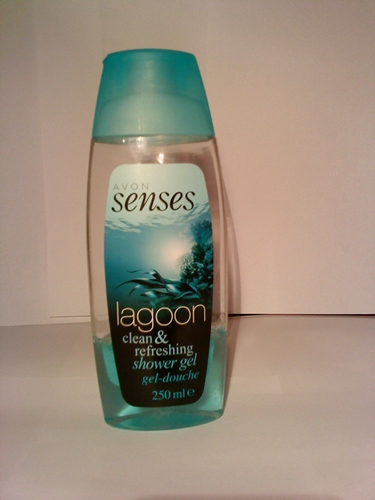 AVON
senses
lagoon
clean &
refreshing
shower gel
gel-douche
250 ml ℮